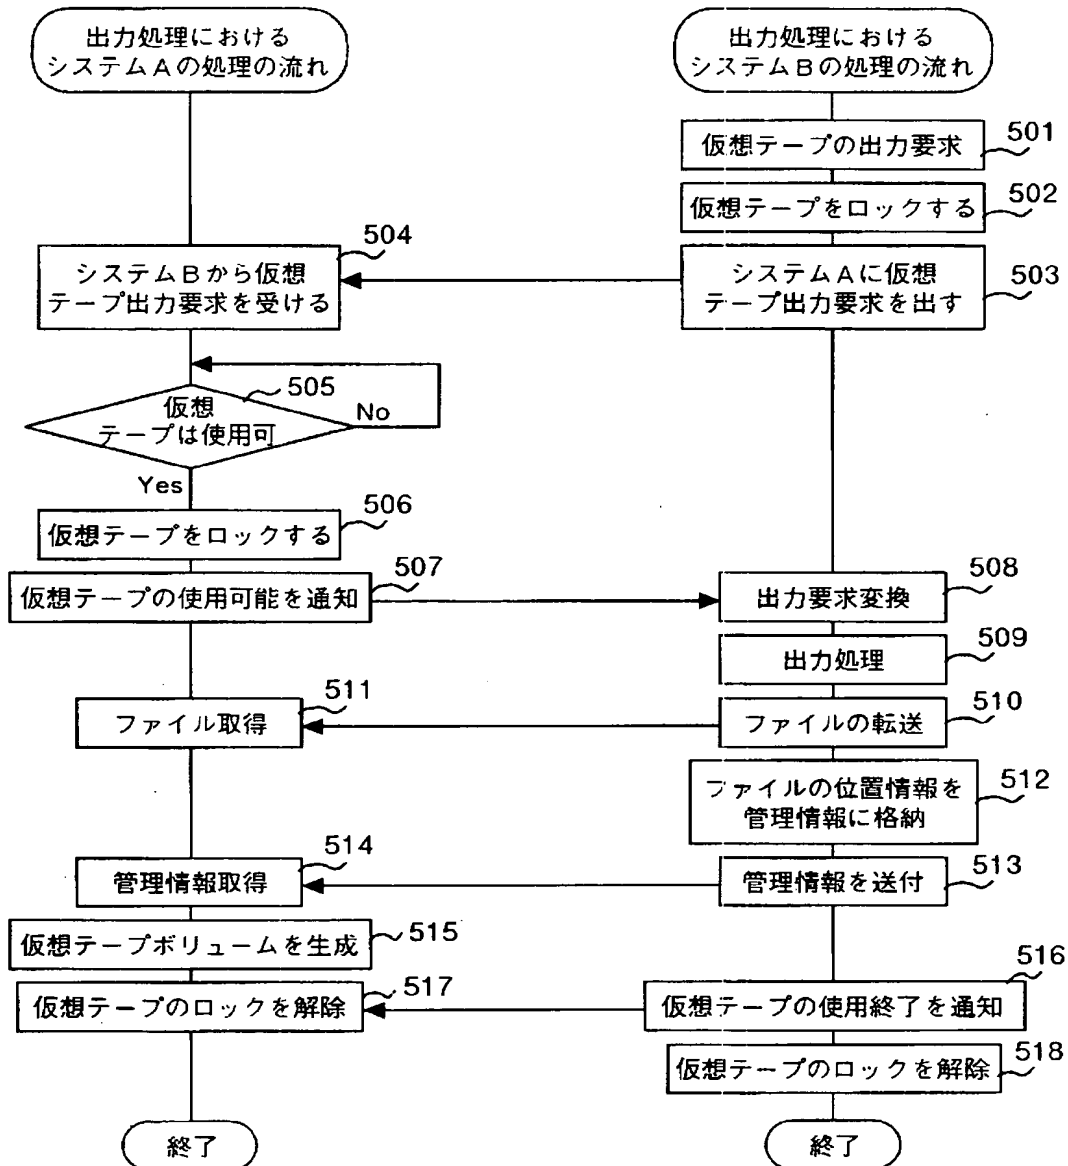 出力処理における
システムAの処理の流れ
出力処理における
システムBの処理の流れ
仮想テープの出力要求
501
仮想テープをロックする
502
システムAに仮想
テープ出力要求を出す
503
システムBから仮想
テープ出力要求を受ける
504
仮想
テープは使用可
505
No
Yes
仮想テープをロックする
506
仮想テープの使用可能を通知
507
出力要求変換
508
出力処理
509
ファイルの転送
510
ファイル取得
511
ファイルの位置情報を
管理情報に格納
512
管理情報を送付
513
管理情報取得
514
仮想テープボリュームを生成
515
仮想テープの使用終了を通知
516
仮想テープのロックを解除
517
仮想テープのロックを解除
518
終了
終了